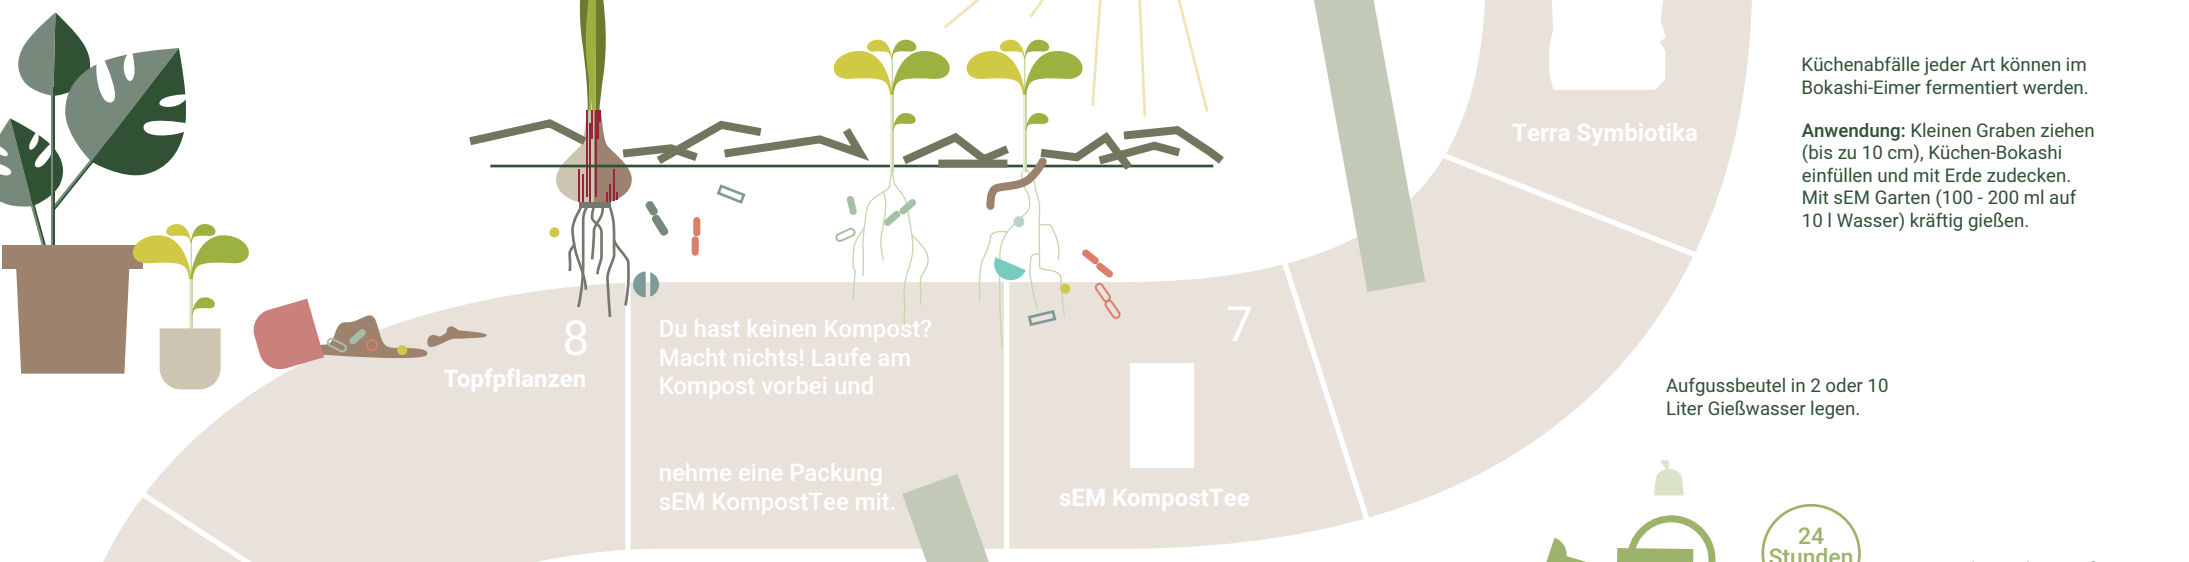 Küchenabfälle jeder Art können im
Bokashi-Eimer fermentiert werden.
Anwendung: Kleinen Graben ziehen
(bis zu 10 cm), Küchen-Bokashi
einfüllen und mit Erde zudecken.
Mit sEM Garten (100 - 200 ml auf
10 l Wasser) kräftig gießen.
Terra Symbiotika
8
Topfpflanzen
Du hast keinen Kompost?
Macht nichts! Laufe am
Kompost vorbei und
nehme eine Packung
sEM KompostTee mit.
7
sEM KompostTee
Aufgussbeutel in 2 oder 10
Liter Gießwasser legen.
24
Stunden